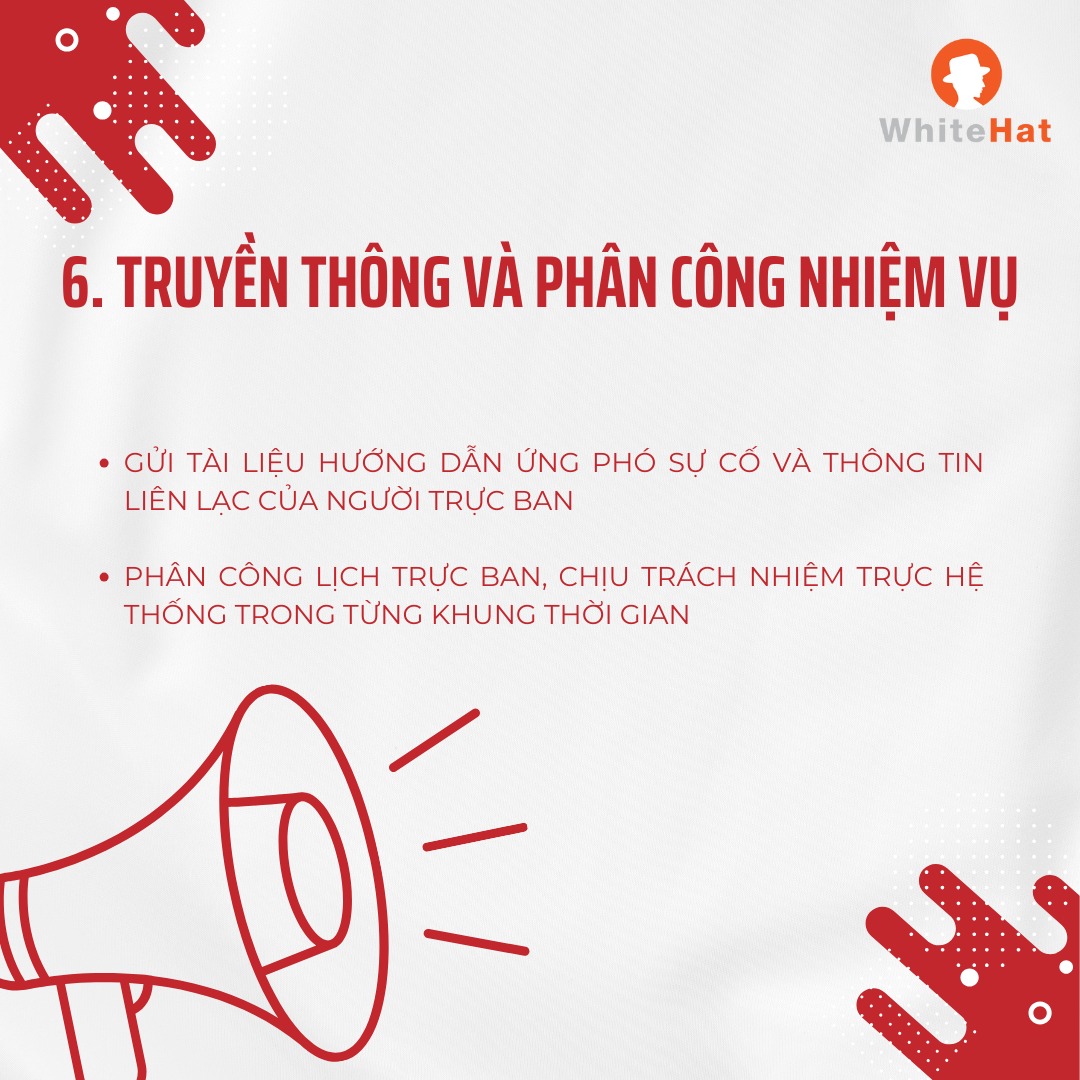 WhiteHat
6. TRUYỀN THÔNG VÀ PHÂN CÔNG NHIỆM VỤ
• GỬI TÀI LIỆU HƯỚNG DẪN ỨNG PHÓ SỰ CỐ VÀ THÔNG TIN
LIÊN LẠC CỦA NGƯỜI TRỰC BAN
• PHÂN CÔNG LỊCH TRỰC BAN, CHỊU TRÁCH NHIỆM TRỰC HỆ
THỐNG TRONG TỪNG KHUNG THỜI GIAN